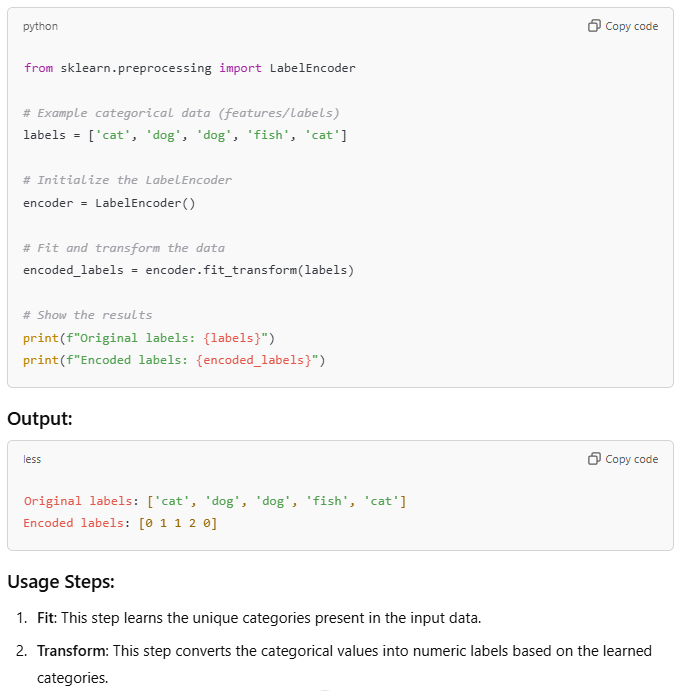 python
Copy code
from sklearn.preprocessing import LabelEncoder
# Example categorical data (features/labels)
labels = ['cat', 'dog', 'dog', 'fish', 'cat']
# Initialize the LabelEncoder
encoder = LabelEncoder()
# Fit and transform the data
encoded_labels = encoder.fit_transform(labels)
# Show the results
print(f"Original labels: {labels}")
print(f"Encoded labels: {encoded_labels}")
Output:
less
Copy code
Original labels: ['cat', 'dog', 'dog', 'fish', 'cat']
Encoded labels: [0 1 1 2 0]
Usage Steps:
1. Fit: This step learns the unique categories present in the input data.
2. Transform: This step converts the categorical values into numeric labels based on the learned
categories.